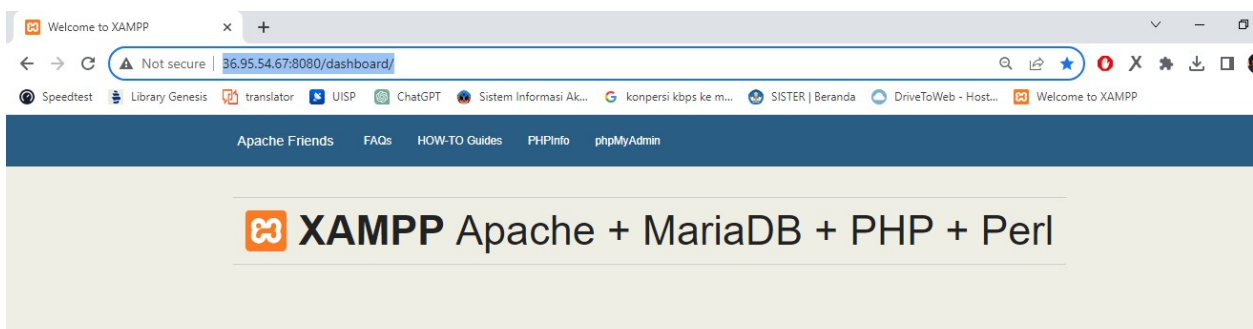 Welcome to XAMPP
Not secure | 36.95.54.67:8080/dashboard/
Speedtest Library Genesis translator UISP ChatGPT Sistem Informasi Ak... konpersi kbps ke m... SISTER | Beranda DriveToWeb - Host... Welcome to XAMPP
Apache Friends FAQs HOW-TO Guides PHPInfo phpMyAdmin
XAMPP Apache + MariaDB + PHP + Perl